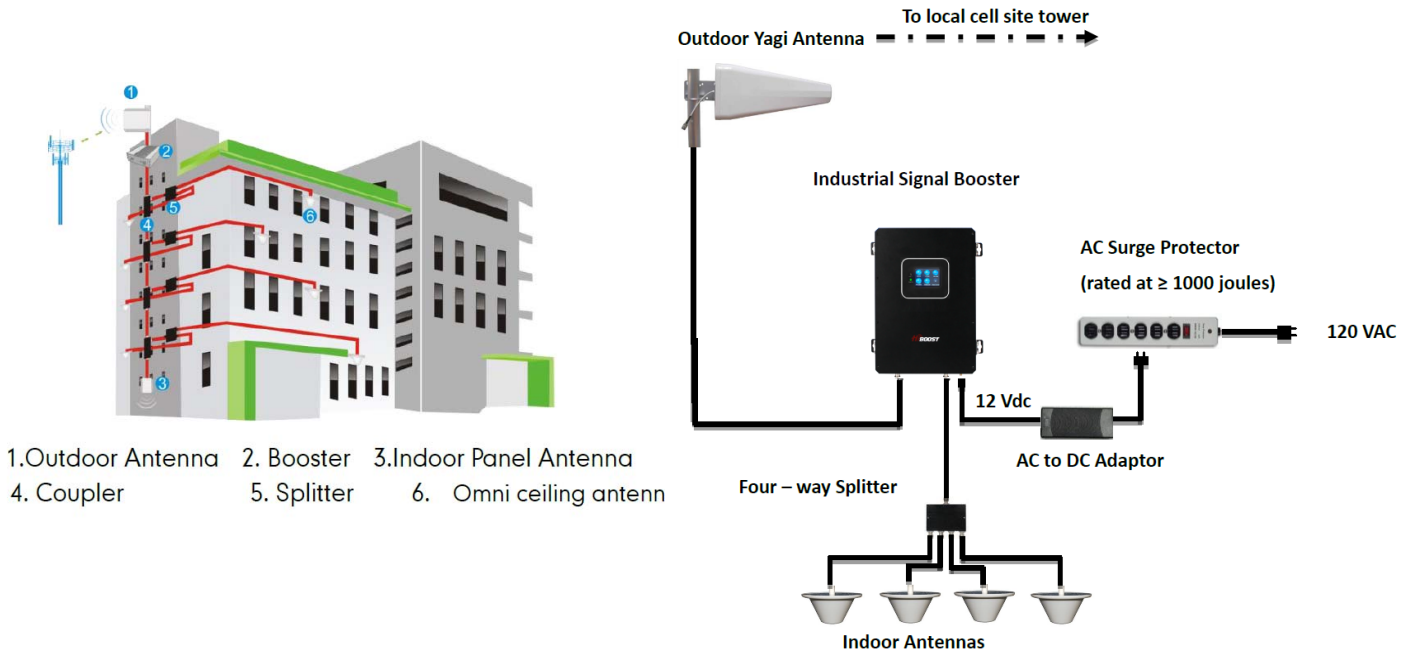 1
2
5
4
6
3
1.Outdoor Antenna 2. Booster 3.Indoor Panel Antenna
4. Coupler 5. Splitter 6. Omni ceiling antenn
To local cell site tower
Outdoor Yagi Antenna
Industrial Signal Booster
BOOST
AC Surge Protector
(rated at ≥ 1000 joules)
120 VAC
12 Vdc
AC to DC Adaptor
Four – way Splitter
Indoor Antennas